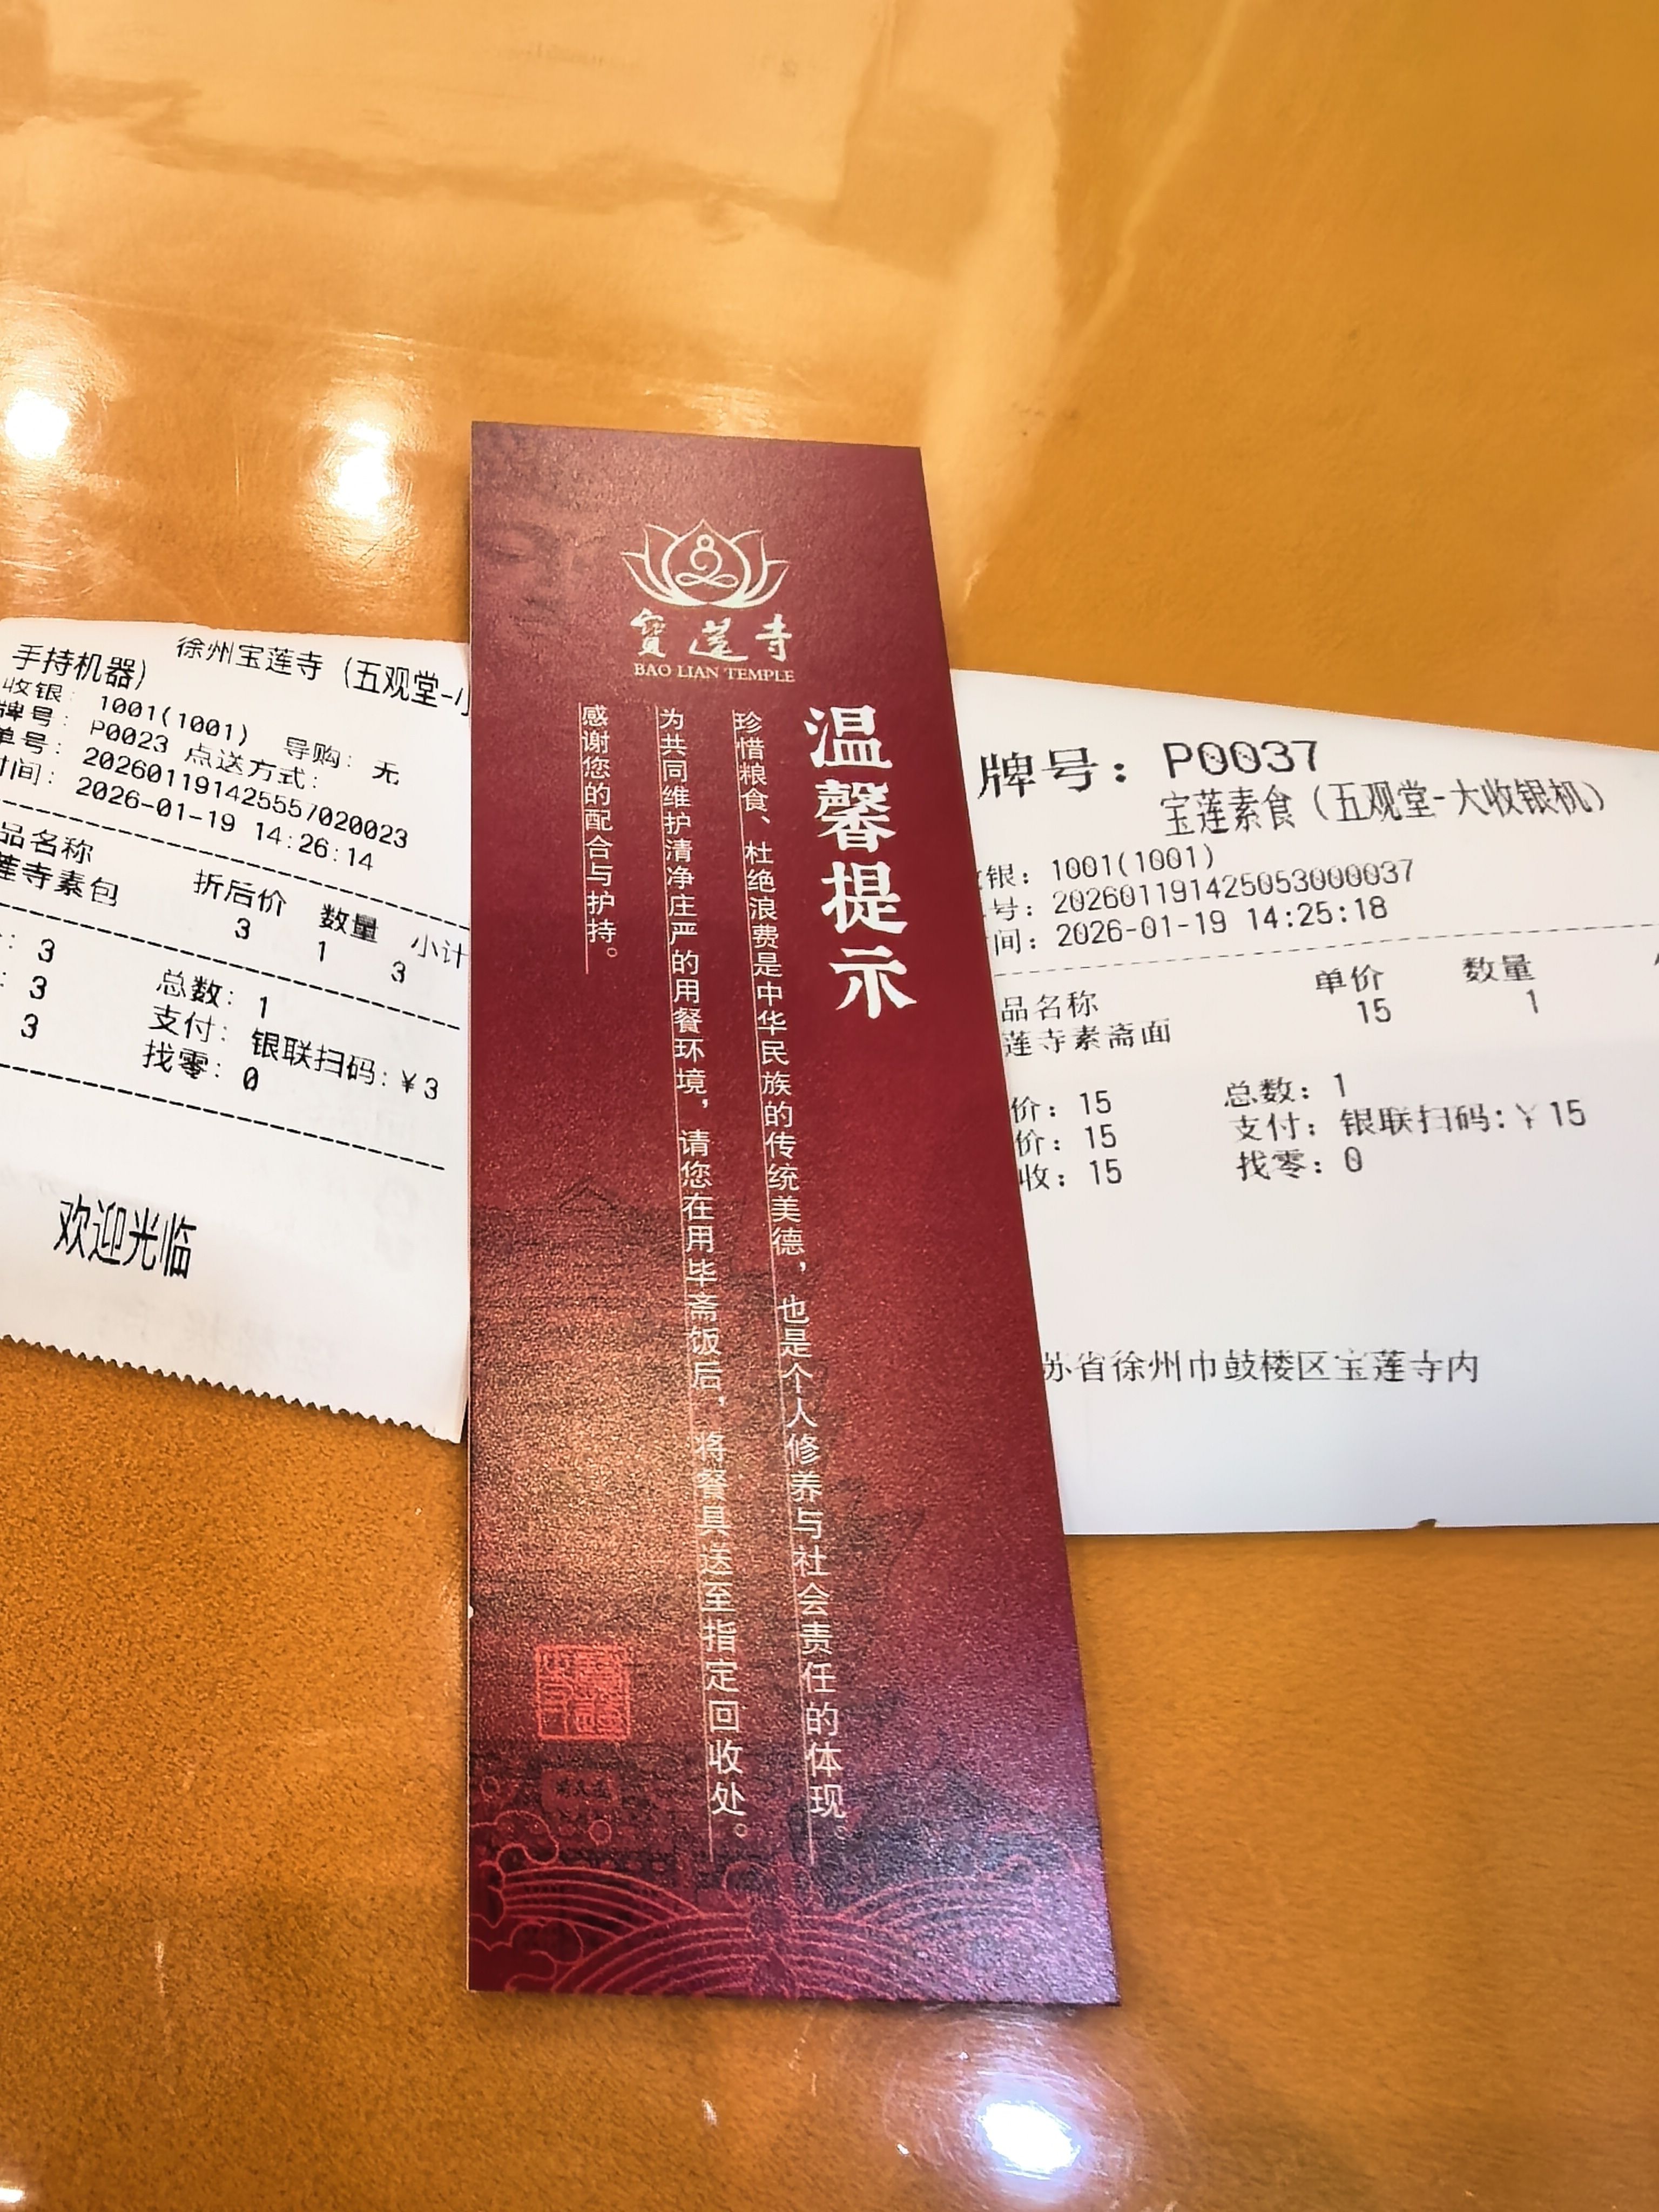 徐州宝莲寺（五观堂-小
手持机器）
收银：1001(1001) 导购：无
牌号：P0023 点送方式：
单号：2026011914255557020023
时间：2026-01-19 14:26:14
品名称 折后价 数量 小计
莲寺素包 3 1 3
：3 总数：1
：3 支付：银联扫码:¥3
3 找零：0
欢迎光临
寶蓮寺
BAO LIAN TEMPLE
温馨提示
珍惜粮食、杜绝浪费是中华民族的传统美德，也是个人修养与社会责任的体现。
为共同维护清净庄严的用餐环境，请您在用毕斋饭后，将餐具送至指定回收处。
感谢您的配合与护持。
牌号：P0037
宝莲素食（五观堂-大收银机）
银：1001(1001)
号：2026011914250530000037
间：2026-01-19 14:25:18
品名称 单价 数量
莲寺素斋面 15 1
价：15 总数：1
价：15 支付：银联扫码:¥15
收：15 找零：0
苏省徐州市鼓楼区宝莲寺内